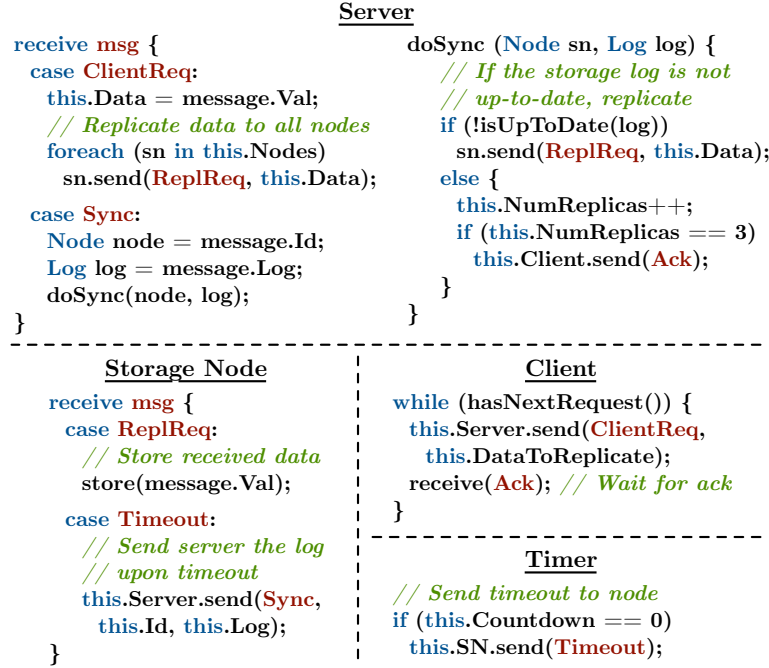 Server
receive msg {
case ClientReq:
this.Data = message.Val;
// Replicate data to all nodes
foreach (sn in this.Nodes)
sn.send(ReplReq, this.Data);
case Sync:
Node node = message.Id;
Log log = message.Log;
doSync(node, log);
}
doSync (Node sn, Log log) {
// If the storage log is not
// up-to-date, replicate
if (!isUpToDate(log))
sn.send(ReplReq, this.Data);
else {
this.NumReplicas++;
if (this.NumReplicas == 3)
this.Client.send(Ack);
}
}
Storage Node
receive msg {
case ReplReq:
// Store received data
store(message.Val);
case Timeout:
// Send server the log
// upon timeout
this.Server.send(Sync,
this.Id, this.Log);
}
Client
while (hasNextRequest()) {
this.Server.send(ClientReq,
this.DataToReplicate);
receive(Ack); // Wait for ack
}
Timer
// Send timeout to node
if (this.Countdown == 0)
this.SN.send(Timeout);